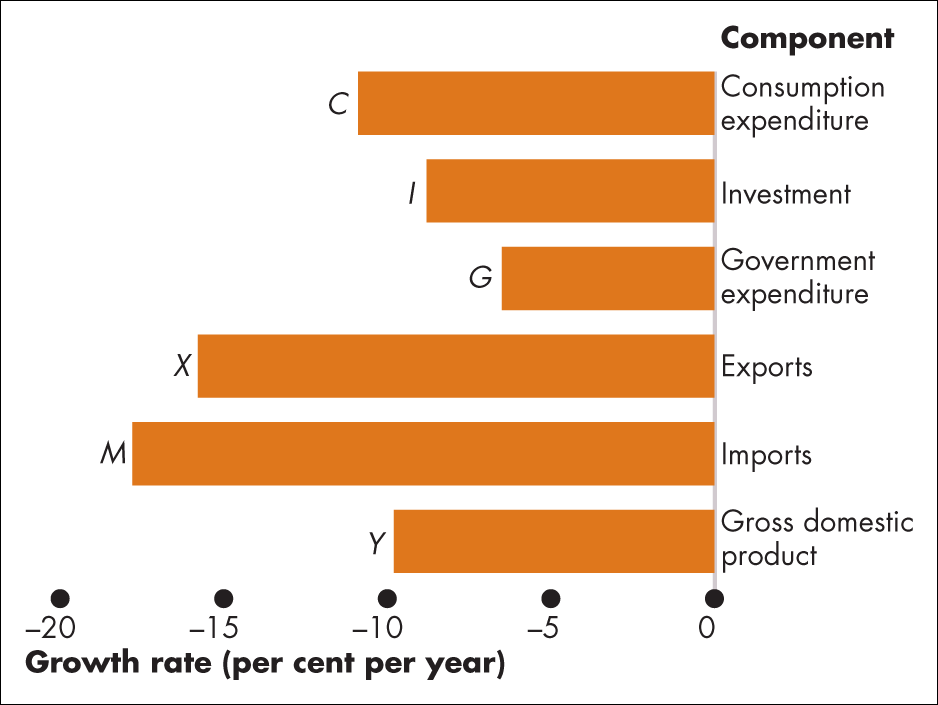 Component
C
Consumption
expenditure
I
Investment
G
Government
expenditure
X
Exports
M
Imports
Y
Gross domestic
product
–20
–15
–10
–5
0
Growth rate (per cent per year)